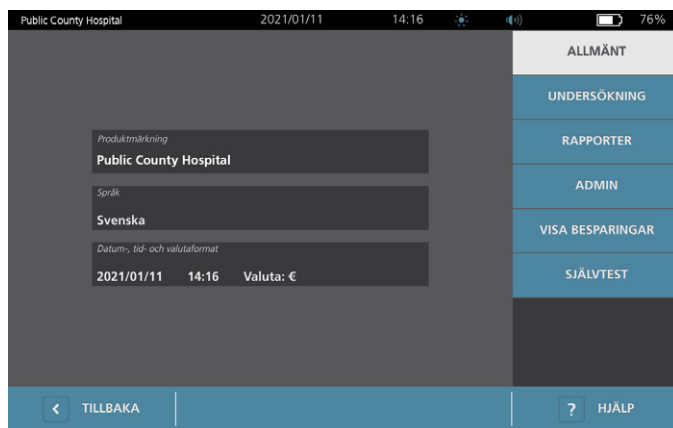 Public County Hospital 2021/01/11 14:16 76%
ALLMÄNT
UNDERSÖKNING
RAPPORTER
ADMIN
VISA BESPARINGAR
SJÄLVTEST
Produktmärkning
Public County Hospital
Språk
Svenska
Datum-, tid- och valutaformat
2021/01/11 14:16 Valuta: €
< TILLBAKA
? HJÄLP